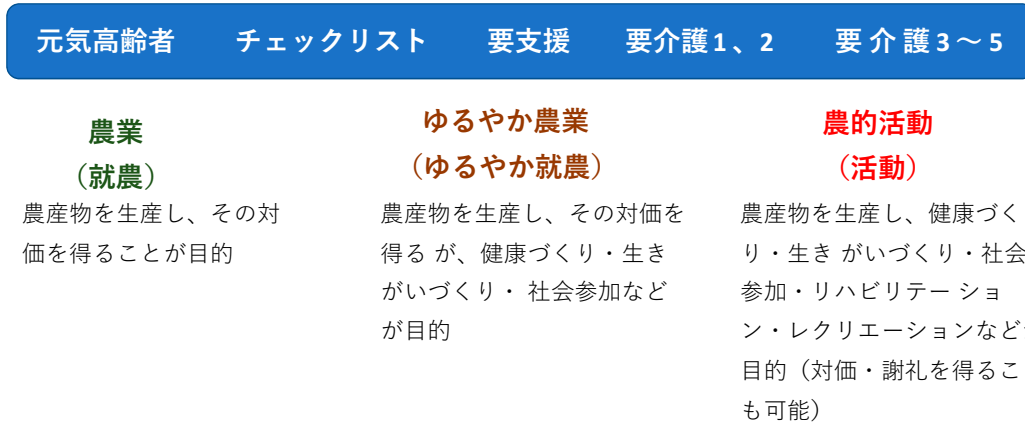 元気高齢者 チェックリスト 要支援 要介護1、2 要介護3～5
農業
（就農）
農産物を生産し、その対
価を得ることが目的
ゆるやか農業
（ゆるやか就農）
農産物を生産し、その対価を
得る が、健康づくり・生き
がいづくり・ 社会参加など
が目的
農的活動
（活動）
農産物を生産し、健康づく
り・生き がいづくり・社会
参加・リハビリテー ショ
ン・レクリエーションなど
目的（対価・謝礼を得るこ
も可能）